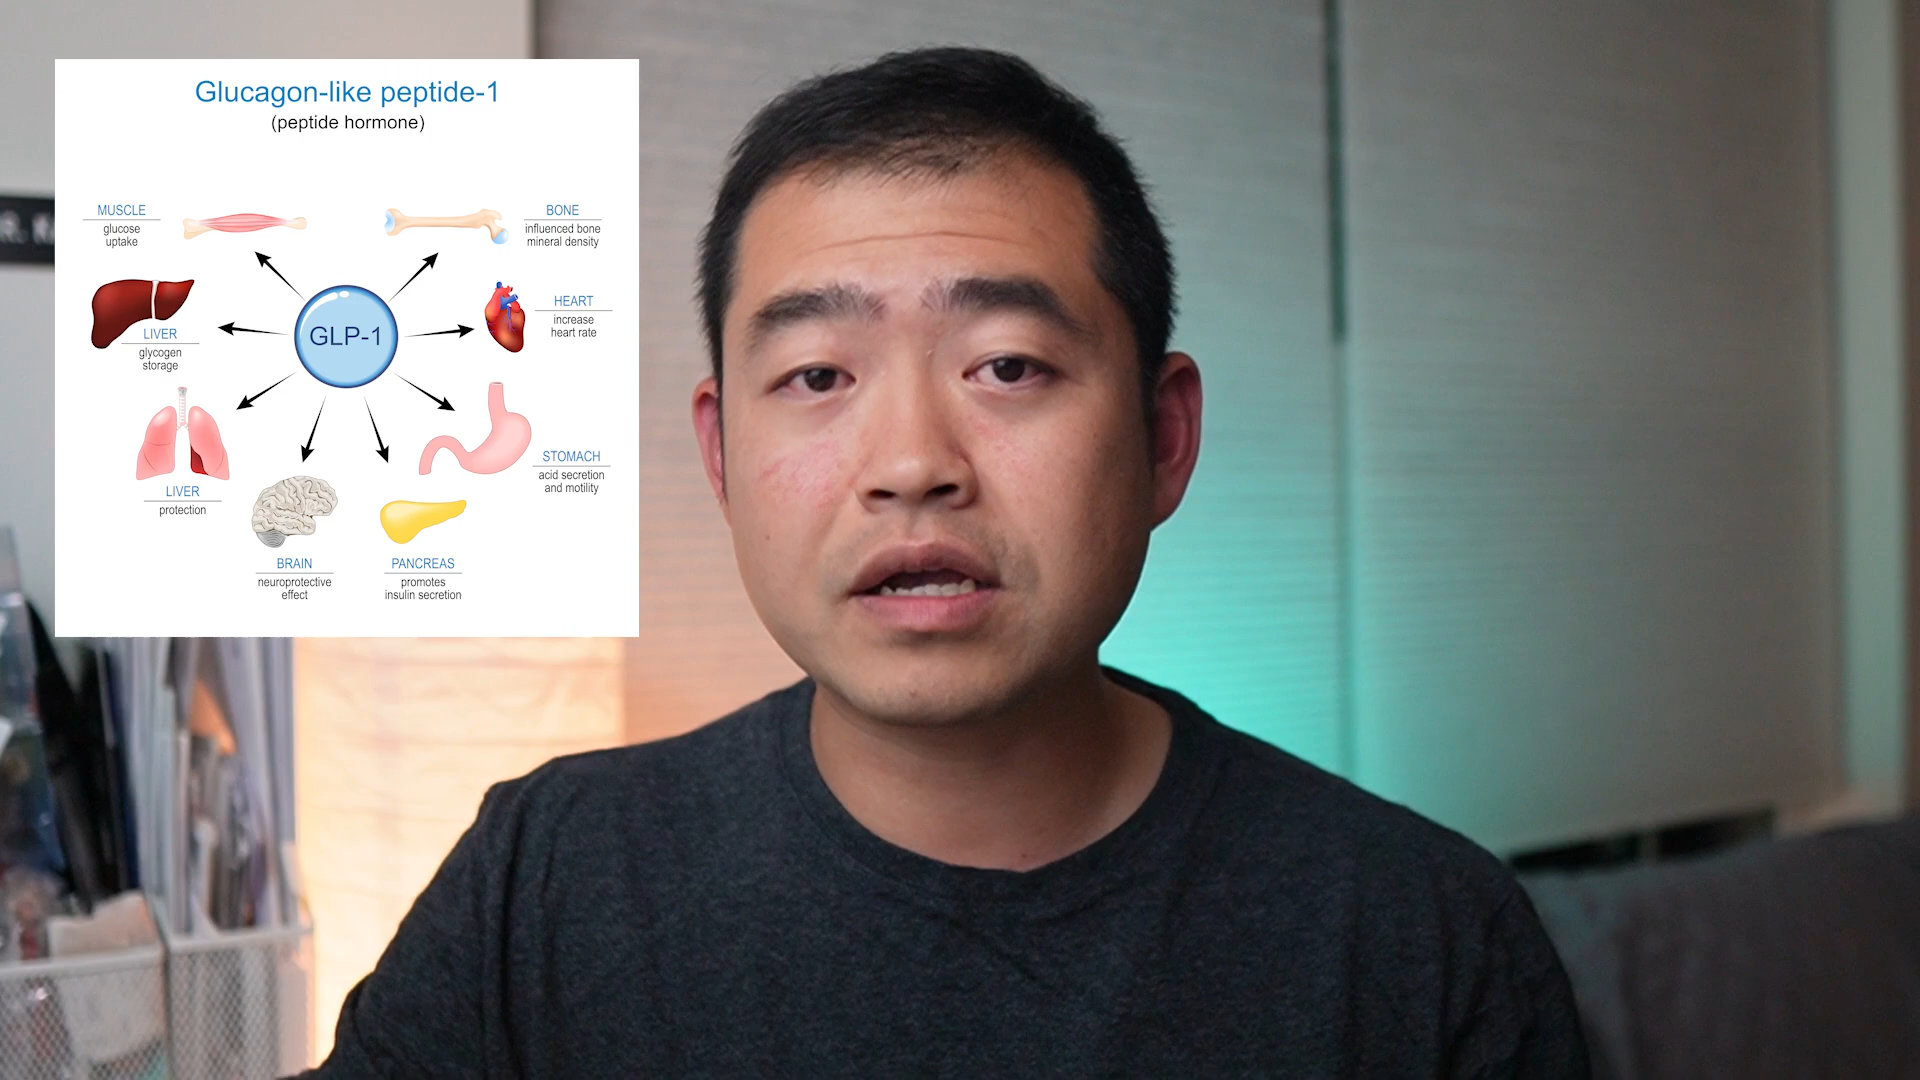 Glucagon-like peptide-1
(peptide hormone)
MUSCLE
glucose
uptake
BONE
influenced bone
mineral density
LIVER
glycogen
storage
GLP-1
HEART
increase
heart rate
LIVER
protection
STOMACH
acid secretion
and motility
BRAIN
neuroprotective
effect
PANCREAS
promotes
insulin secretion